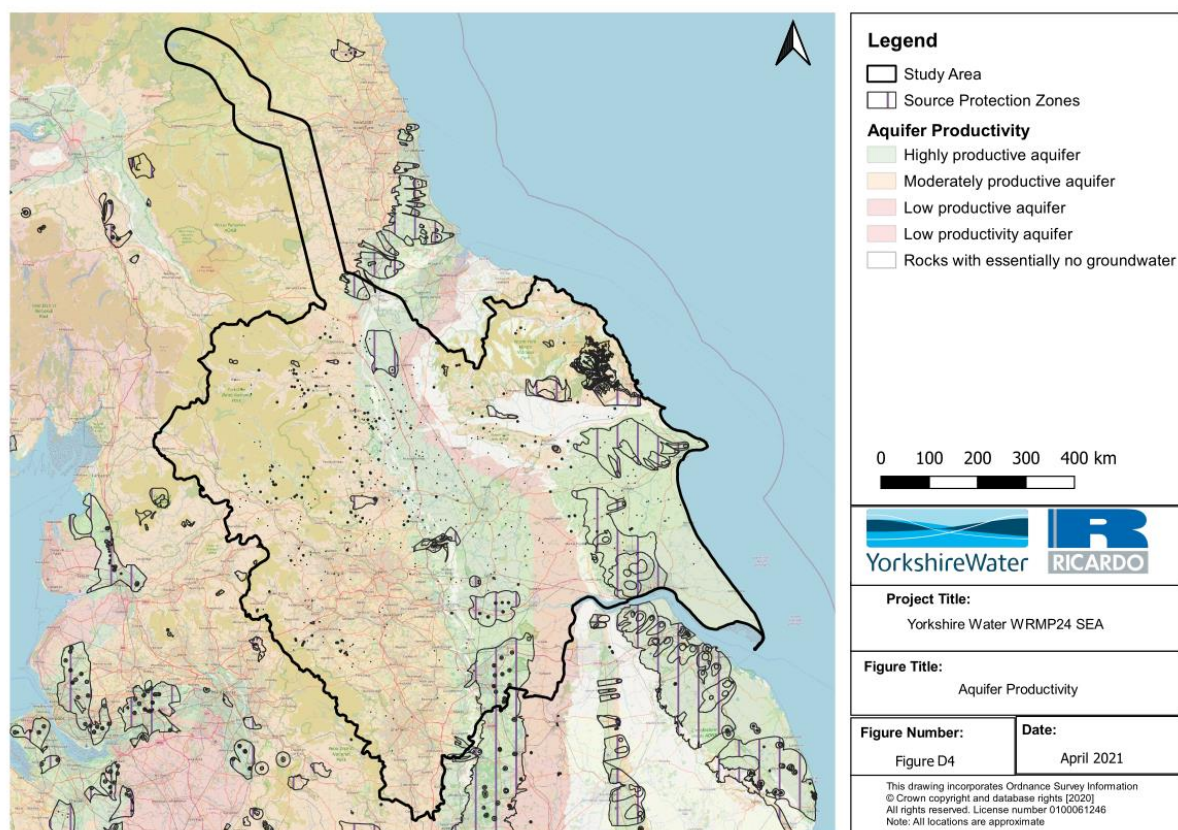 Legend
Study Area
Source Protection Zones
Aquifer Productivity
Highly productive aquifer
Moderately productive aquifer
Low productive aquifer
Low productivity aquifer
Rocks with essentially no groundwater
0 100 200 300 400 km
YorkshireWater
R
RICARDO
Project Title:
Yorkshire Water WRMP24 SEA
Figure Title:
Aquifer Productivity
Figure Number:
Figure D4
Date:
April 2021
This drawing incorporates Ordnance Survey Information
© Crown copyright and database rights [2020]
All rights reserved. License number 0100061246
Note: All locations are approximate